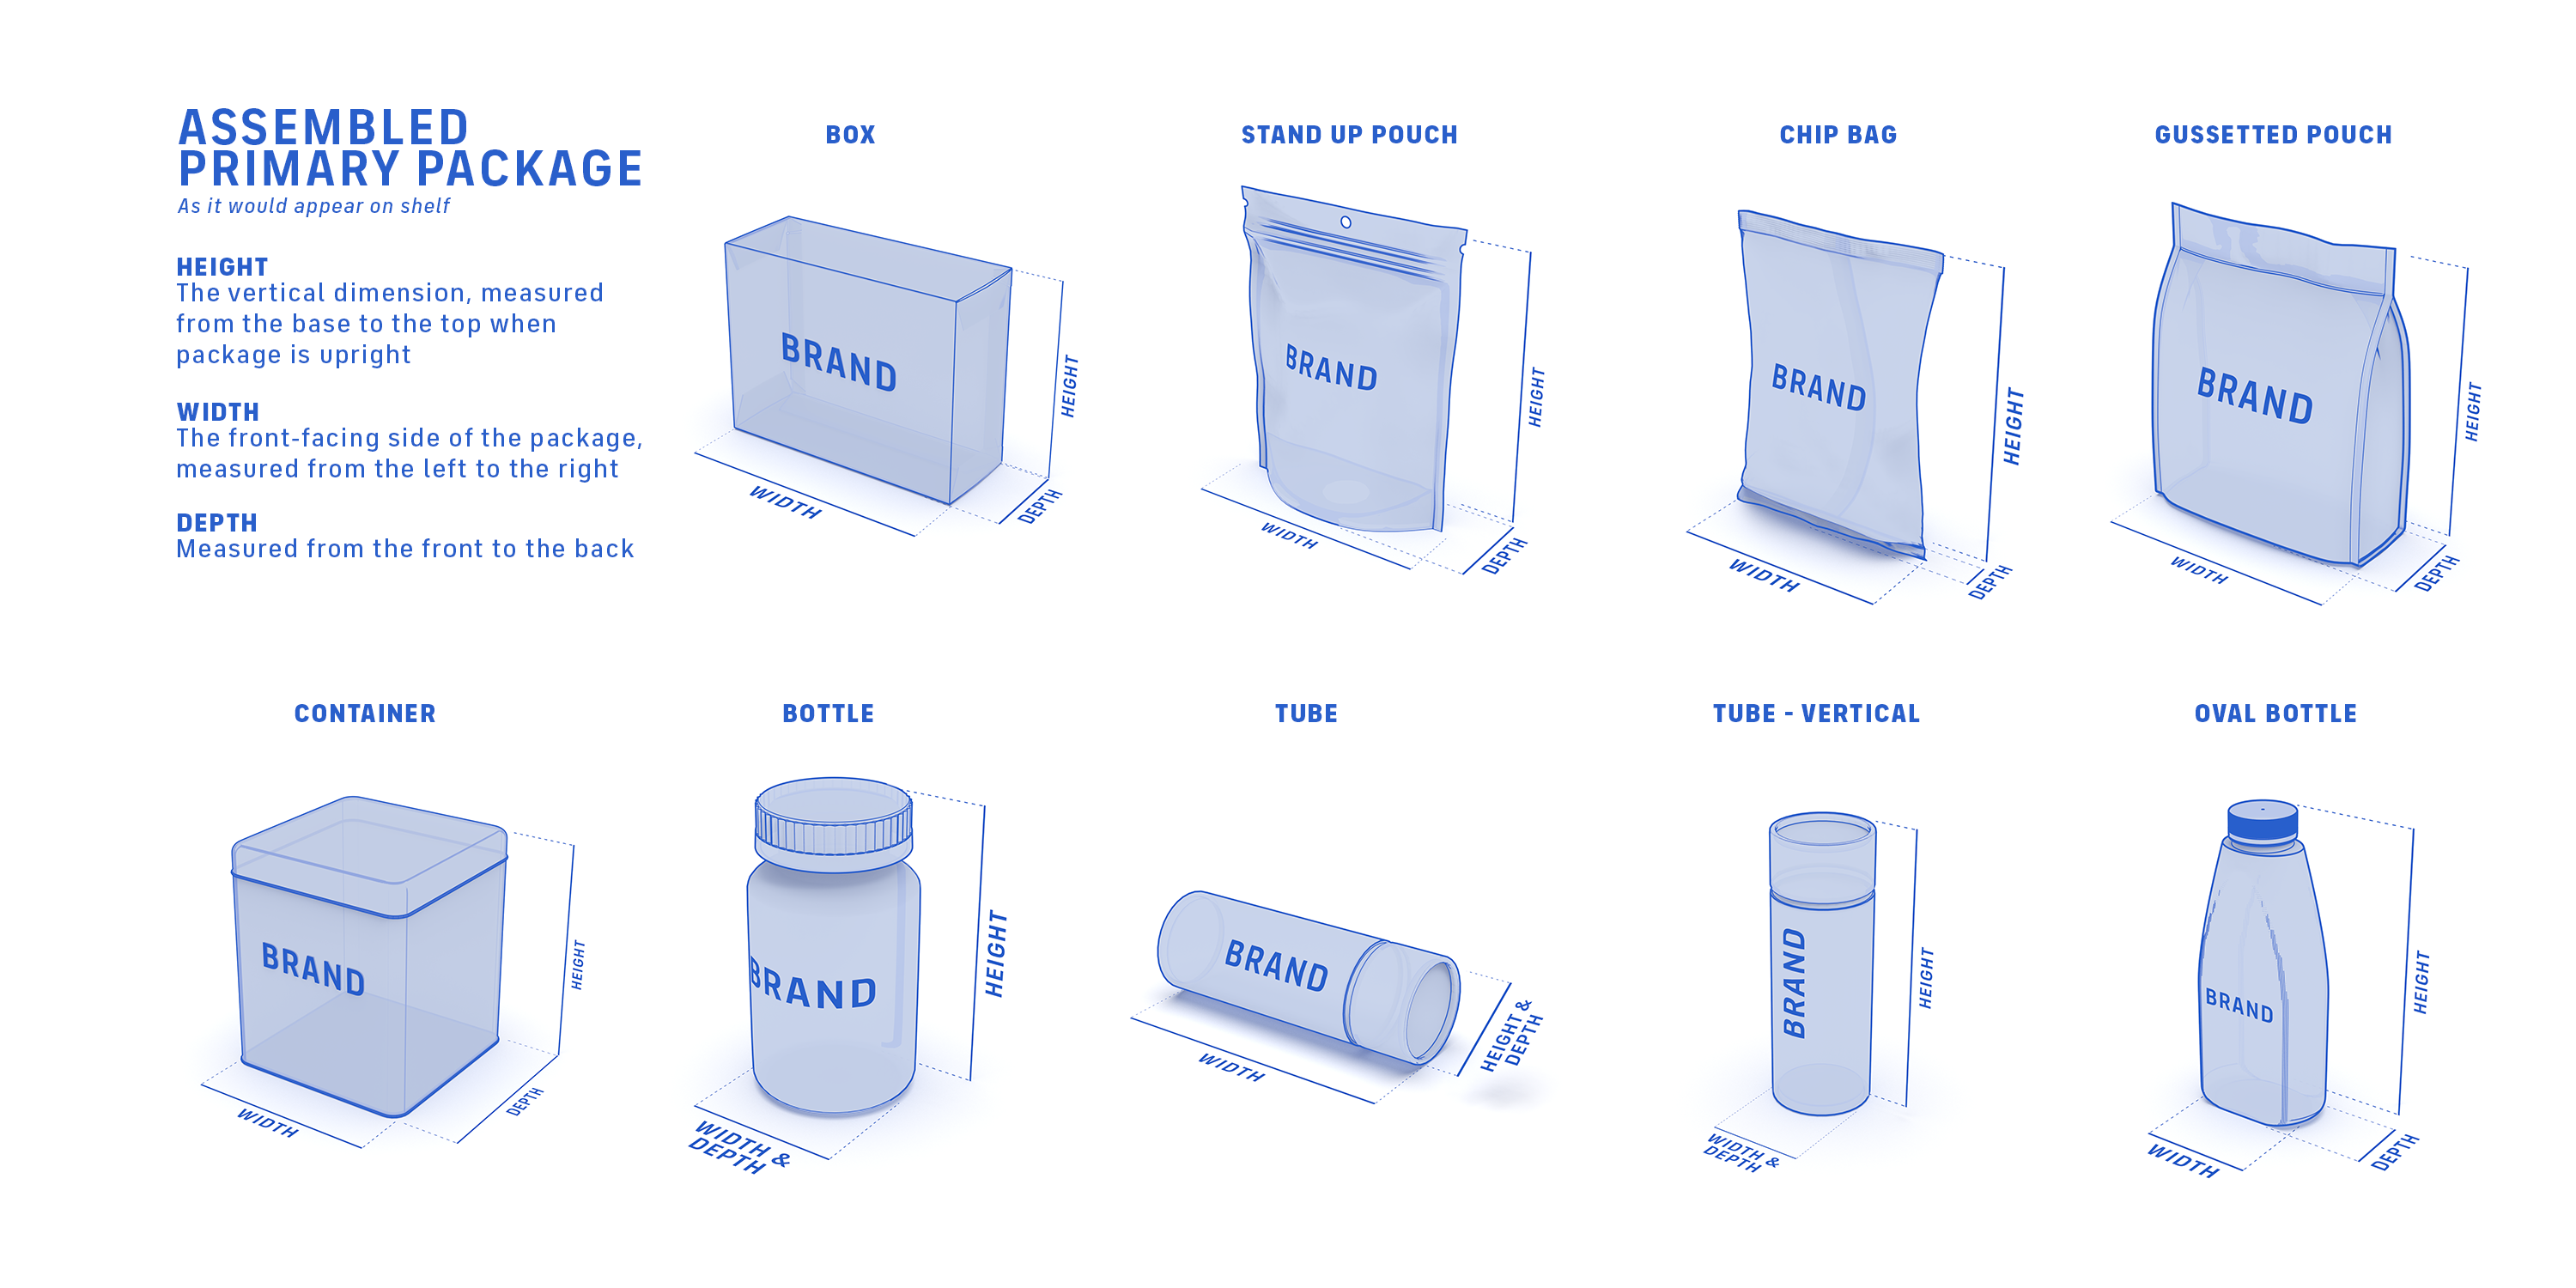 ASSEMBLED
PRIMARY PACKAGE
As it would appear on shelf
HEIGHT
The vertical dimension, measured
from the base to the top when
package is upright
WIDTH
The front-facing side of the package,
measured from the left to the right
DEPTH
Measured from the front to the back
BOX
BRAND
HEIGHT
WIDTH
DEPTH
STAND UP POUCH
BRAND
HEIGHT
WIDTH
DEPTH
CHIP BAG
BRAND
HEIGHT
WIDTH
DEPTH
GUSSETTED POUCH
BRAND
HEIGHT
WIDTH
DEPTH
CONTAINER
BRAND
HEIGHT
WIDTH
DEPTH
BOTTLE
BRAND
HEIGHT
WIDTH &
DEPTH
TUBE
BRAND
HEIGHT &
DEPTH
WIDTH
TUBE - VERTICAL
BRAND
HEIGHT
WIDTH &
DEPTH
OVAL BOTTLE
BRAND
HEIGHT
WIDTH
DEPTH